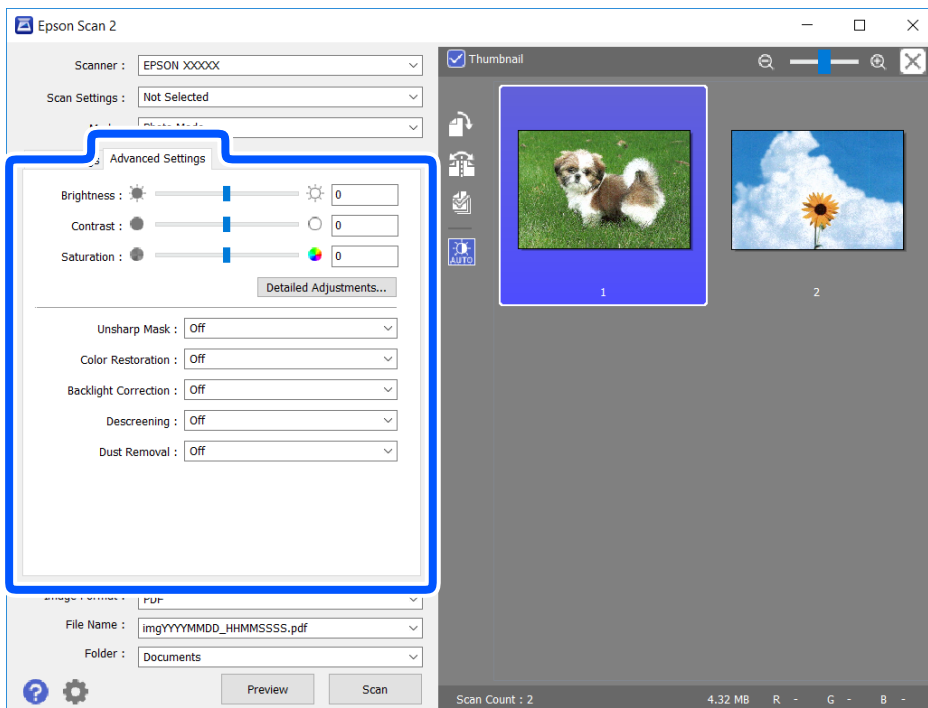 Epson Scan 2
Scanner : EPSON XXXXX
Scan Settings : Not Selected
Advanced Settings
Brightness : 0
Contrast : 0
Saturation : 0
Detailed Adjustments...
Unsharp Mask : Off
Color Restoration : Off
Backlight Correction : Off
Descreening : Off
Dust Removal : Off
PDF
File Name : imgYYYYMMDD_HHMMSSSS.pdf
Folder : Documents
? Preview Scan
Thumbnail
AUTO
1 2
Scan Count : 2 4.32 MB R - G - B -